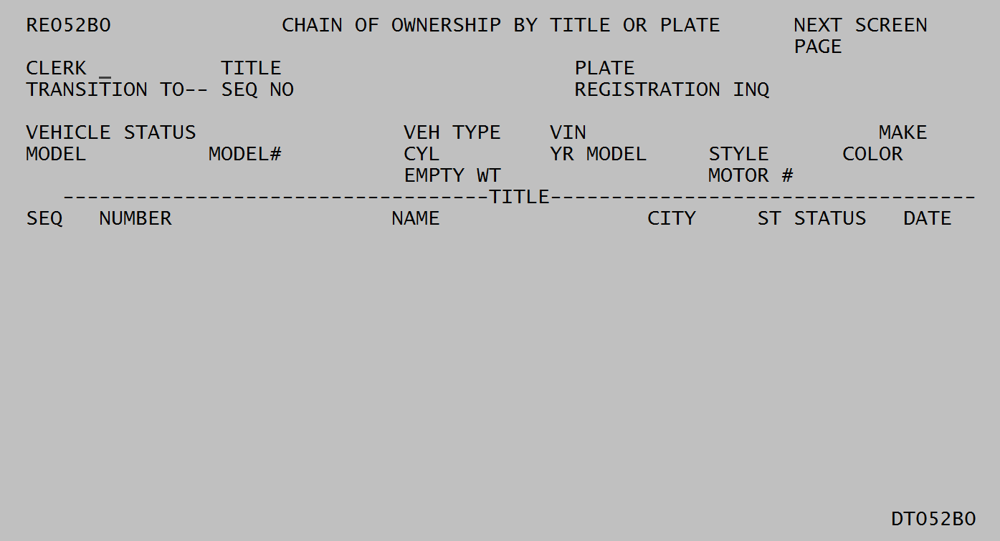 RE052B0 CHAIN OF OWNERSHIP BY TITLE OR PLATE NEXT SCREEN
PAGE
CLERK _ TITLE PLATE
TRANSITION TO-- SEQ NO REGISTRATION INQ
VEHICLE STATUS VEH TYPE VIN MAKE
MODEL MODEL# CYL YR MODEL STYLE COLOR
EMPTY WT MOTOR #
-----------------------------------TITLE-----------------------------------
SEQ NUMBER NAME CITY ST STATUS DATE
DT052B0